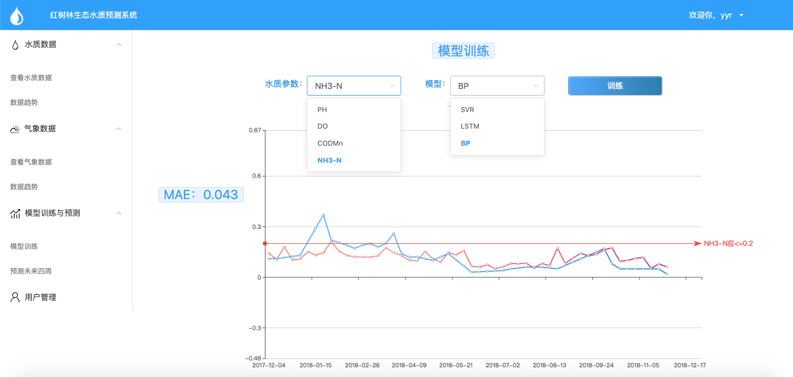 红树林生态水质预测系统
欢迎你，yyr
水质数据
查看水质数据
数据趋势
气象数据
查看气象数据
数据趋势
模型训练与预测
模型训练
预测未来四周
用户管理
模型训练
水质参数：
NH3-N
模型：
BP
训练
PH
DO
CODMn
NH3-N
SVR
LSTM
BP
MAE：0.043
0.87
0.6
0.3
0
-0.3
-0.48
NH3-N应<=0.2
2017-12-04
2018-01-15
2018-02-26
2018-04-09
2018-05-21
2018-07-02
2018-08-13
2018-09-24
2018-11-05
2018-12-17